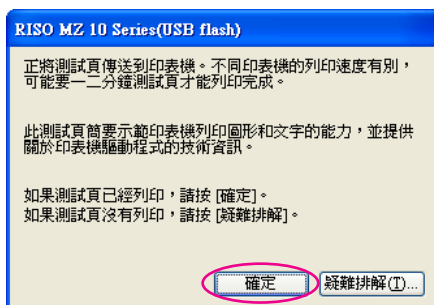 RISO MZ 10 Series(USB flash)
正將測試頁傳送到印表機。不同印表機的列印速度有別，
可能要一二分鐘測試頁才能列印完成。
此測試頁簡要示範印表機列印圖形和文字的能力，並提供
關於印表機驅動程式的技術資訊。
如果測試頁已經列印，請按 [確定]。
如果測試頁沒有列印，請按 [疑難排解]。
確定
疑難排解(T)...